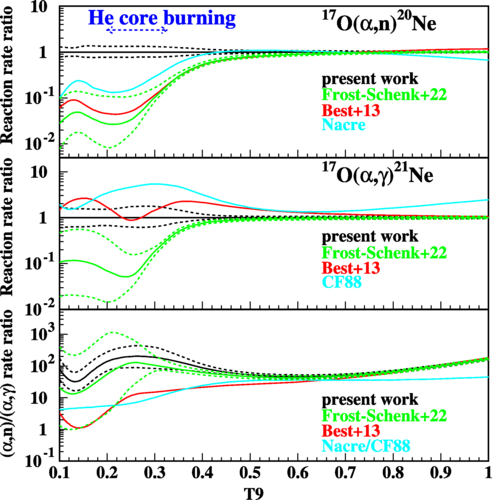 He core burning
¹⁷O(α,n)²⁰Ne
Reaction rate ratio
10
1
10⁻¹
10⁻²
present work
Frost-Schenk+22
Best+13
Nacre
¹⁷O(α,γ)²¹Ne
Reaction rate ratio
10
1
10⁻¹
10⁻²
present work
Frost-Schenk+22
Best+13
CF88
(α,n)/(α,γ) rate ratio
10³
10²
10
1
10⁻¹
present work
Frost-Schenk+22
Best+13
Nacre/CF88
0.1 0.2 0.3 0.4 0.5 0.6 0.7 0.8 0.9 1
T9